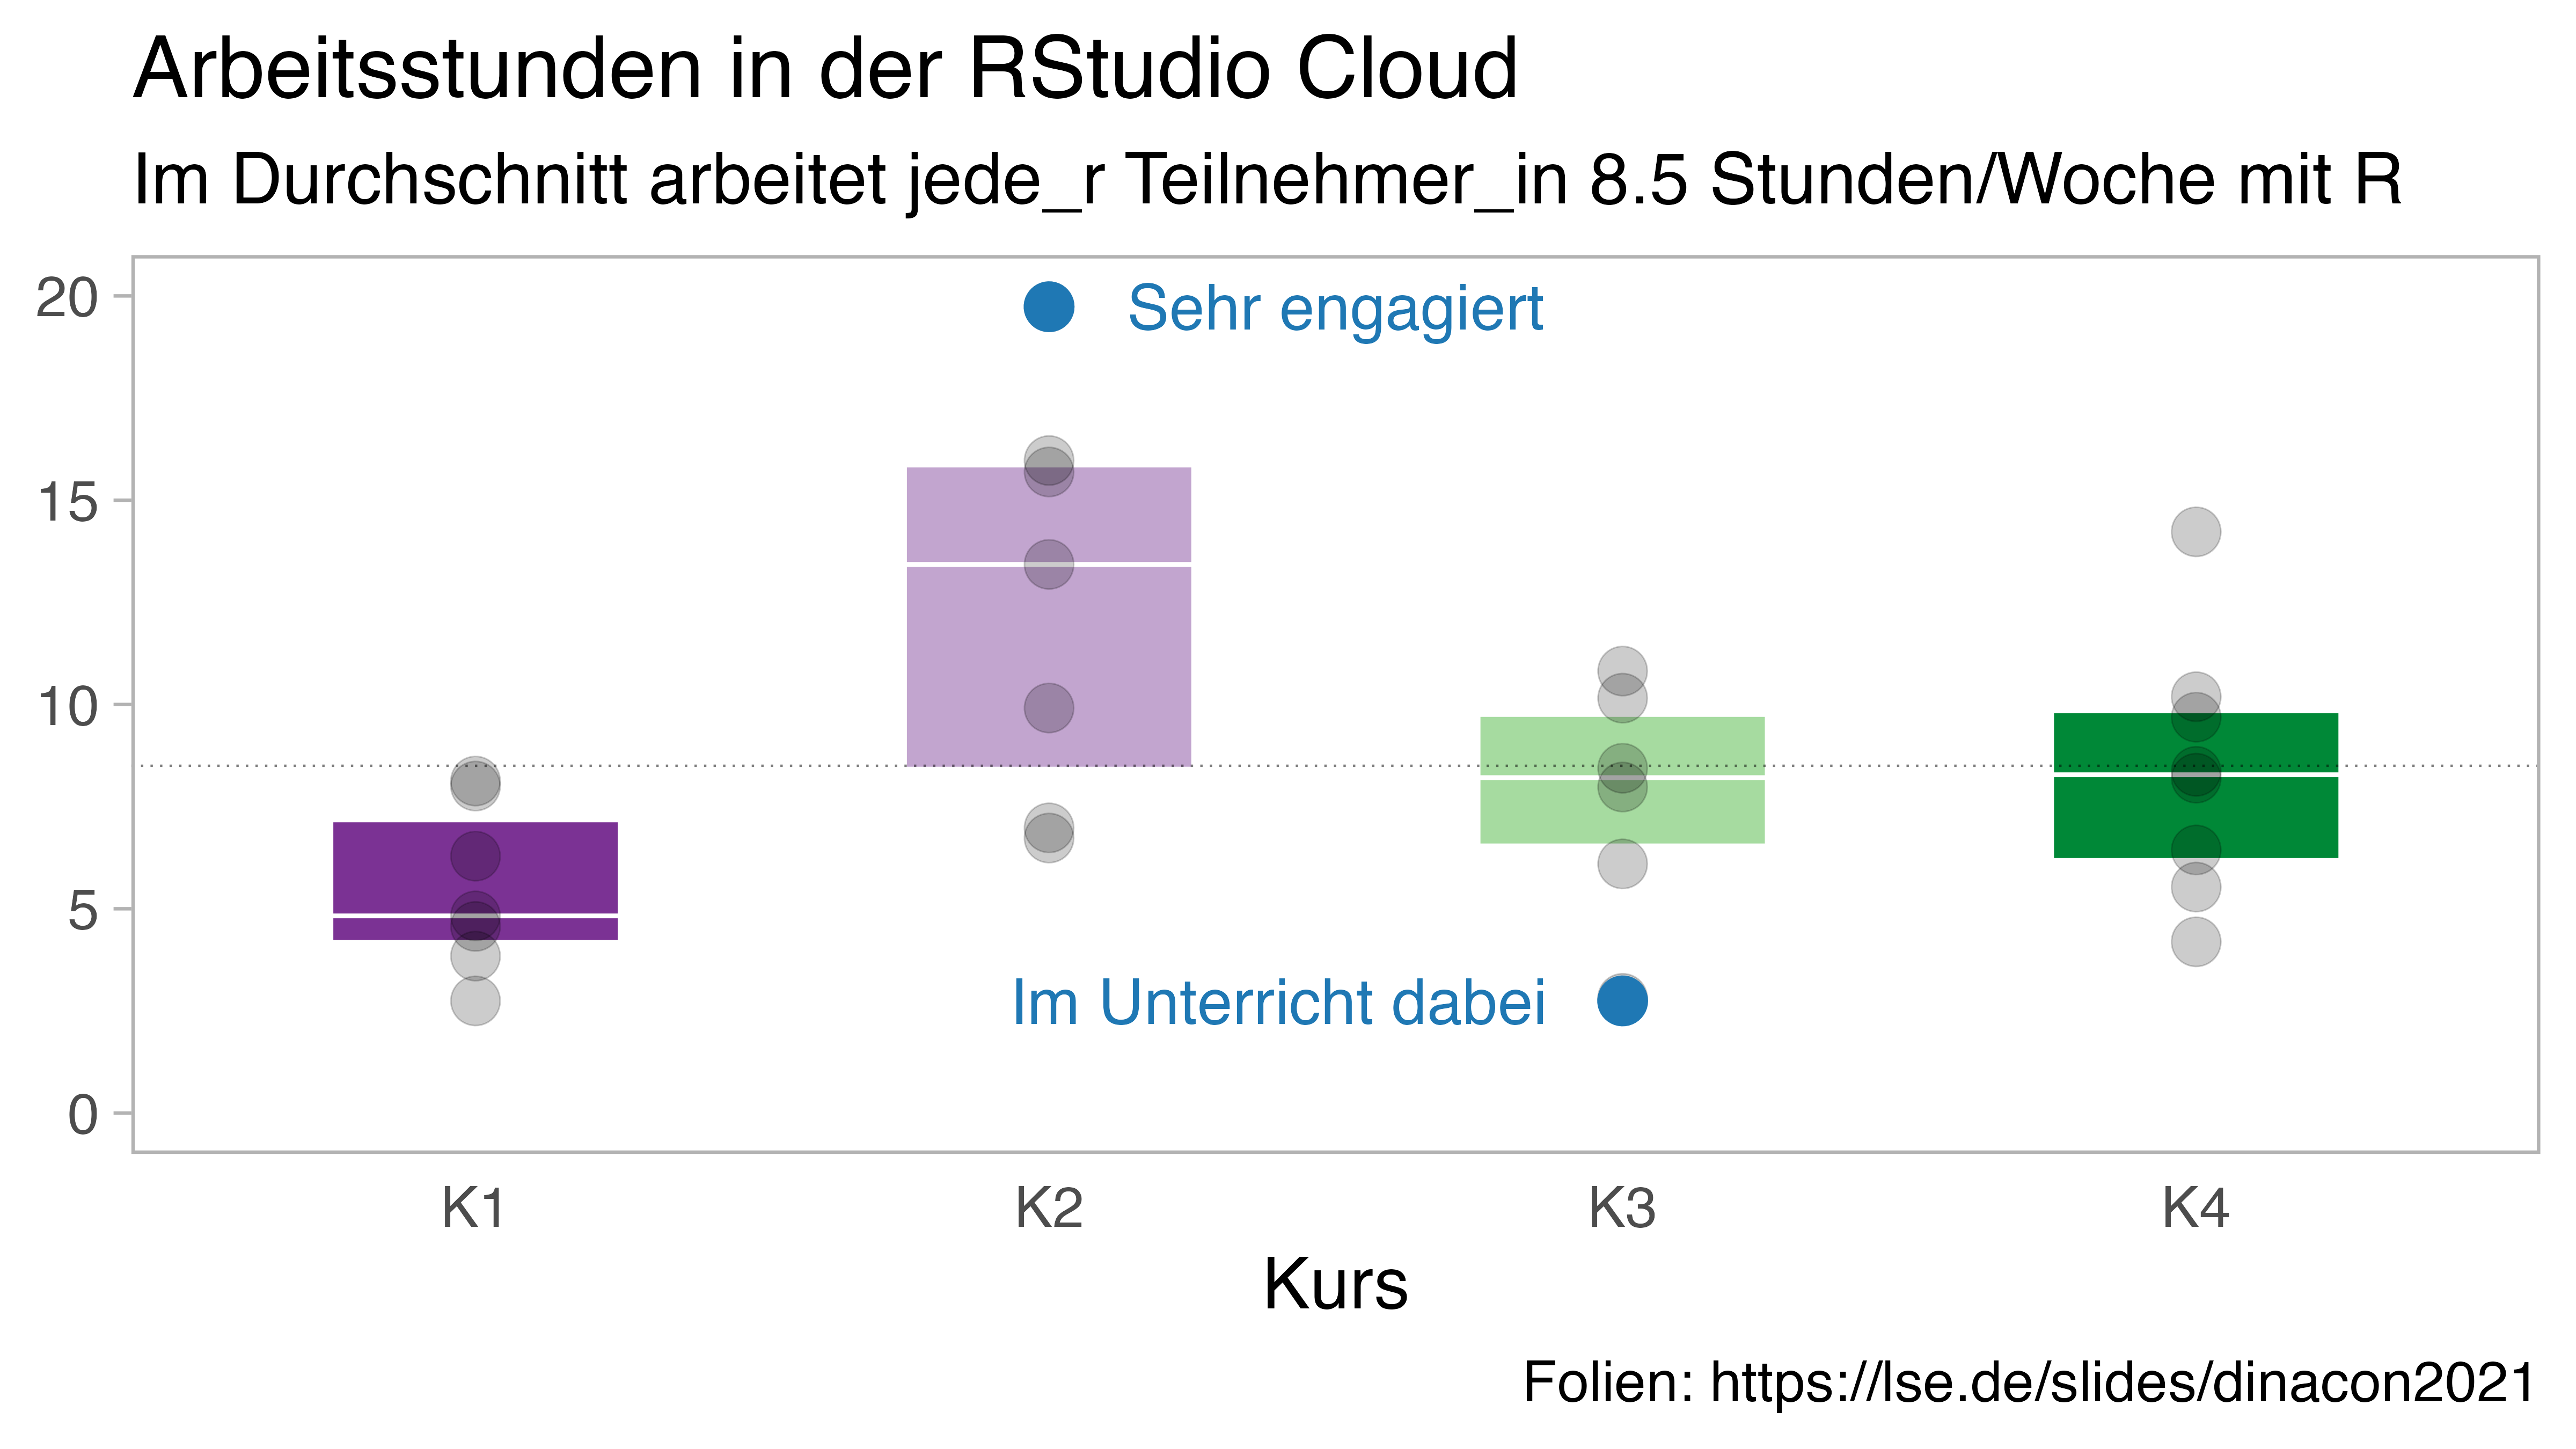 Arbeitsstunden in der RStudio Cloud
Im Durchschnitt arbeitet jede_r Teilnehmer_in 8.5 Stunden/Woche mit R
20
Sehr engagiert
15
10
5
Im Unterricht dabei
0
K1 K2 K3 K4
Kurs
Folien: https://lse.de/slides/dinacon2021